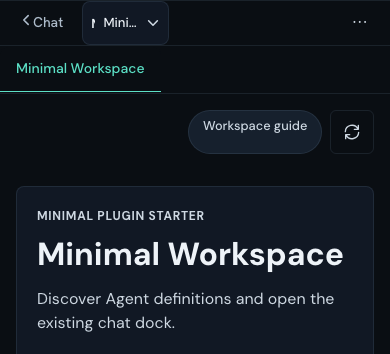 Chat
Mini...
Minimal Workspace
Workspace guide
MINIMAL PLUGIN STARTER
Minimal Workspace
Discover Agent definitions and open the
existing chat dock.